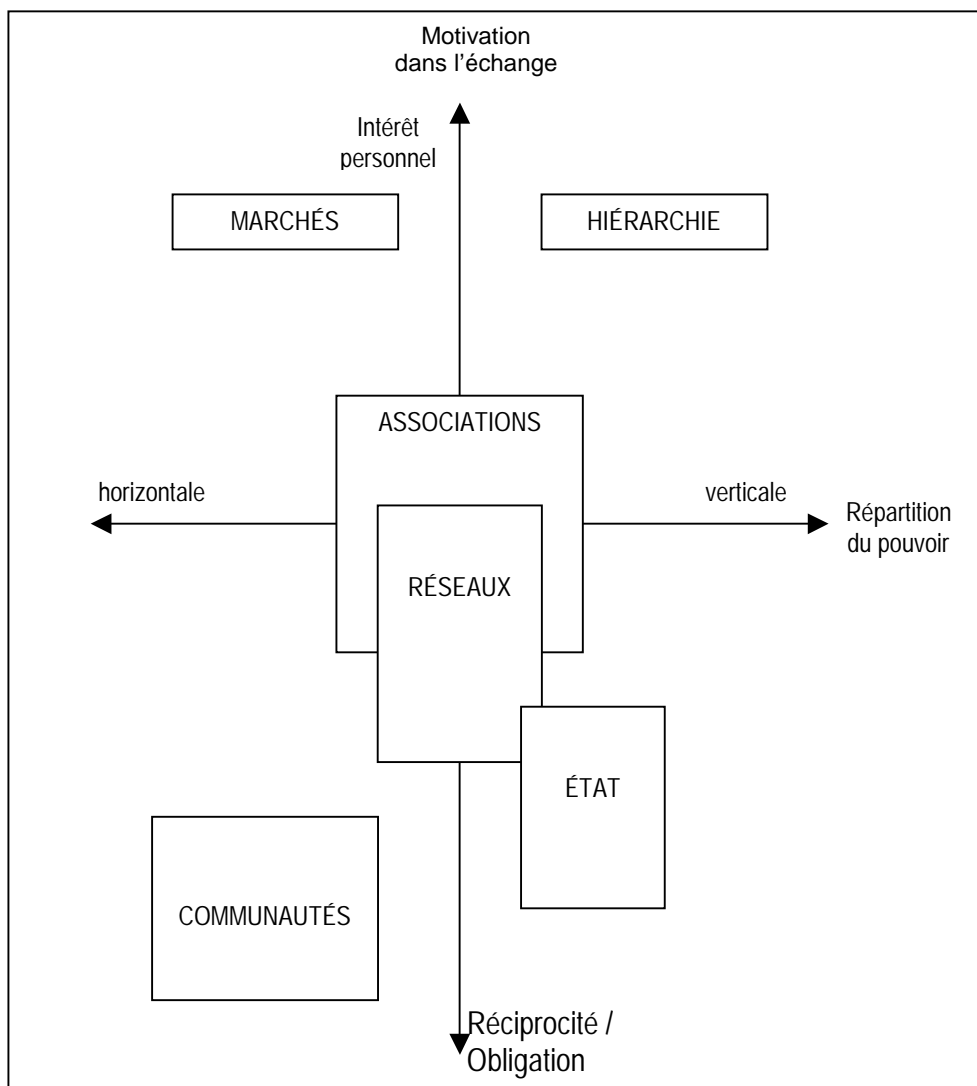 Motivation
dans l'échange
Intérêt
personnel
MARCHÉS
HIÉRARCHIE
ASSOCIATIONS
horizontale
verticale
Répartition
du pouvoir
RÉSEAUX
ÉTAT
COMMUNAUTÉS
Réciprocité /
Obligation